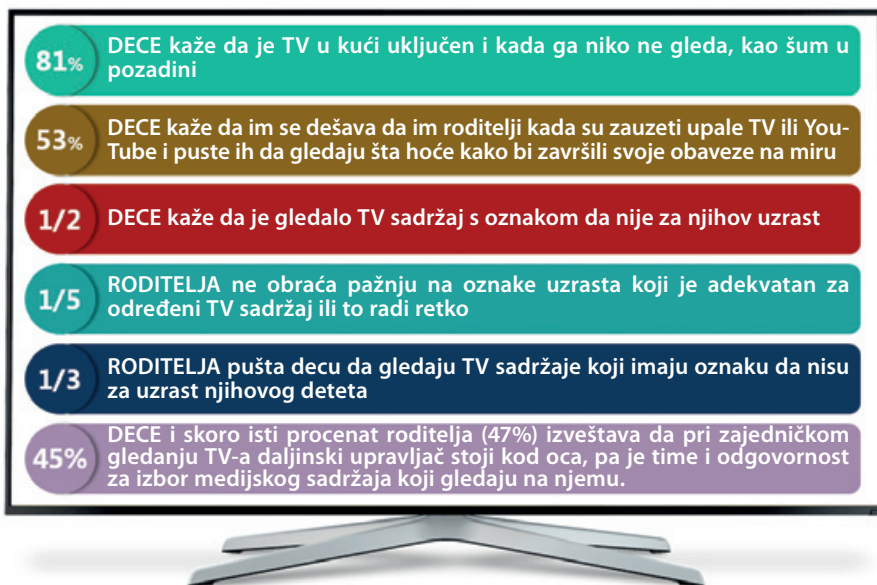 81%
DECE kaže da je TV u kući uključen i kada ga niko ne gleda, kao šum u
pozadini
53%
DECE kaže da im se dešava da im roditelji kada su zauzeti upale TV ili You-
Tube i puste ih da gledaju šta hoće kako bi završili svoje obaveze na miru
1/2
DECE kaže da je gledalo TV sadržaj s oznakom da nije za njihov uzrast
1/5
RODITELJA ne obraća pažnju na oznake uzrasta koji je adekvatan za
određeni TV sadržaj ili to radi retko
1/3
RODITELJA pušta decu da gledaju TV sadržaje koji imaju oznaku da nisu
za uzrast njihovog deteta
45%
DECE i skoro isti procenat roditelja (47%) izveštava da pri zajedničkom
gledanju TV-a daljinski upravljač stoji kod oca, pa je time i odgovornost
za izbor medijskog sadržaja koji gledaju na njemu.